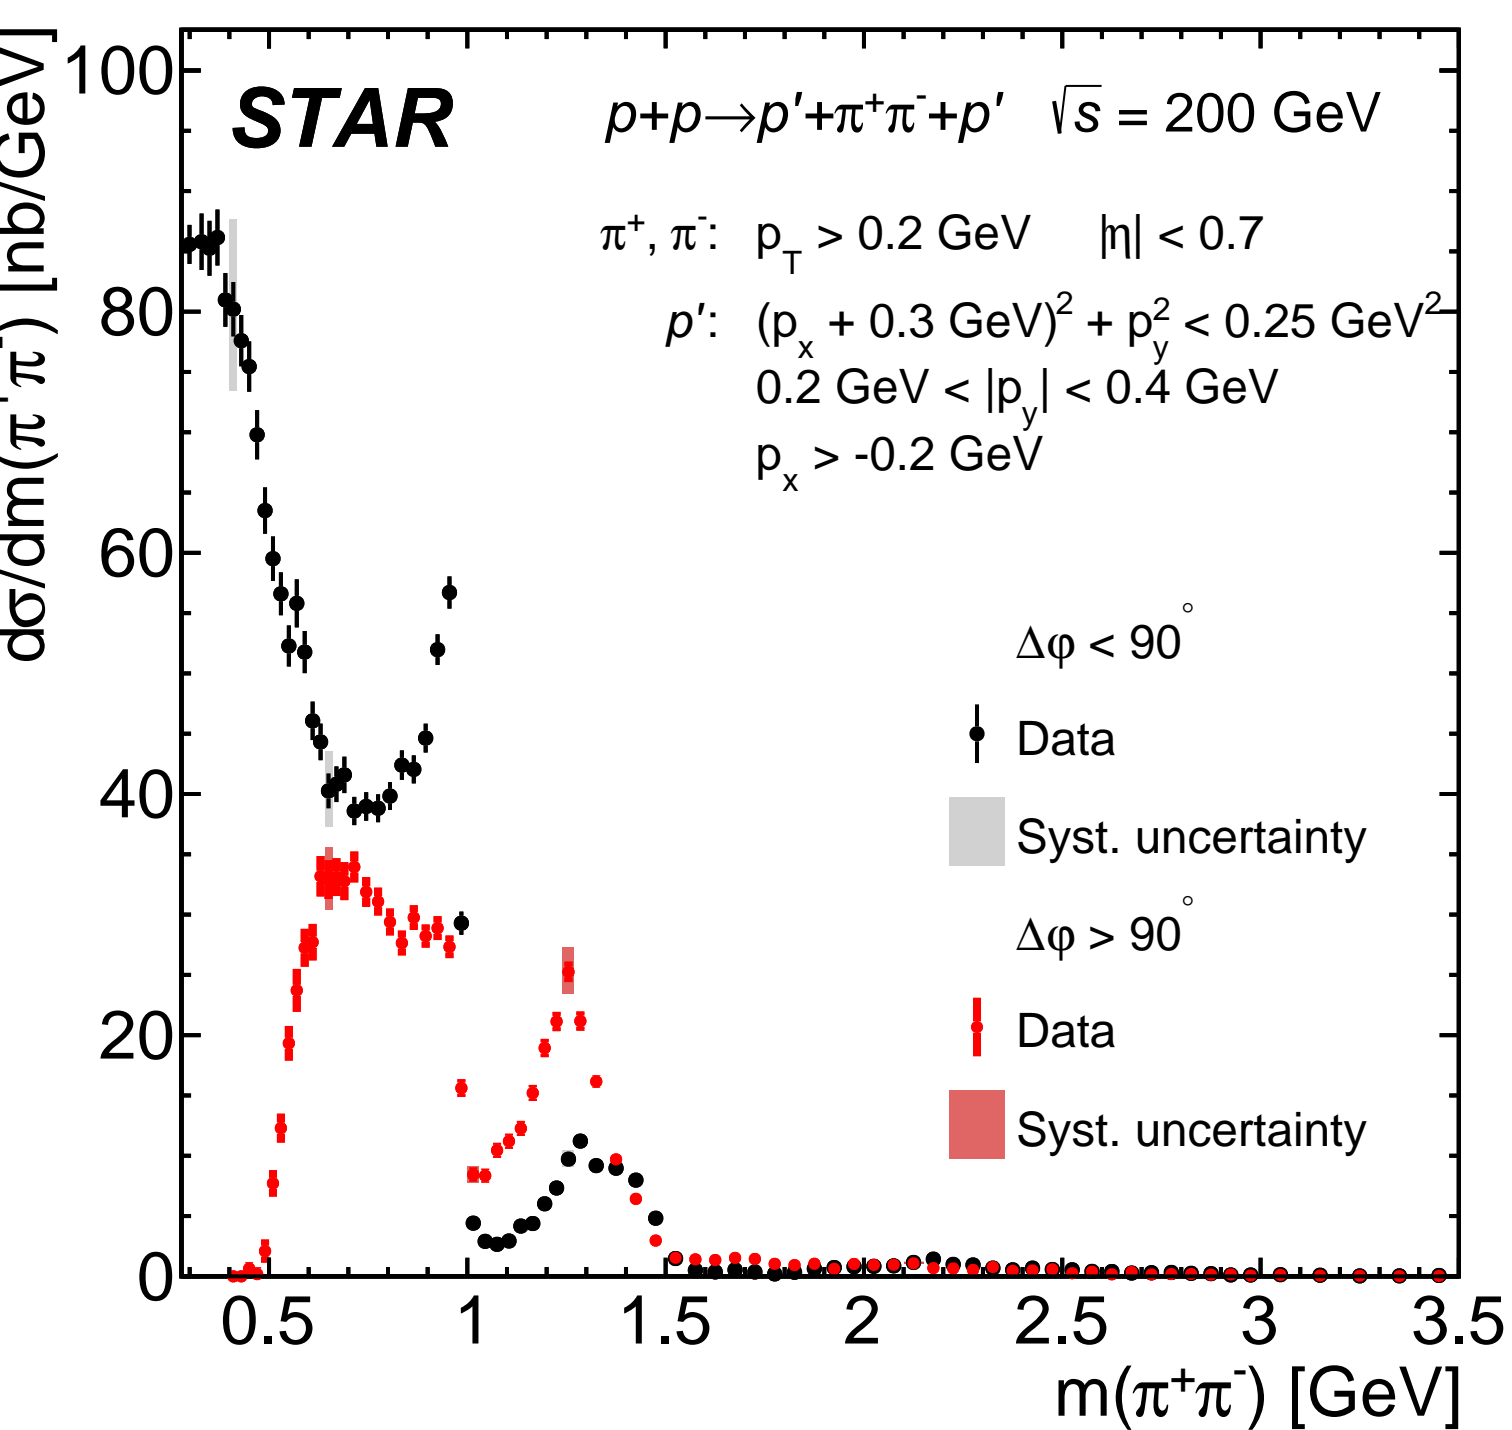 STAR
p+p→p′+π⁺π⁻+p′ √s = 200 GeV
π⁺, π⁻: p_T > 0.2 GeV |η| < 0.7
p′: (p_x + 0.3 GeV)² + p_y² < 0.25 GeV²
0.2 GeV < |p_y| < 0.4 GeV
p_x > -0.2 GeV
Δφ < 90°
Data
Syst. uncertainty
Δφ > 90°
Data
Syst. uncertainty
dσ/dm(π⁺π⁻) [nb/GeV]
100
80
60
40
20
0
0.5 1 1.5 2 2.5 3 3.5
m(π⁺π⁻) [GeV]